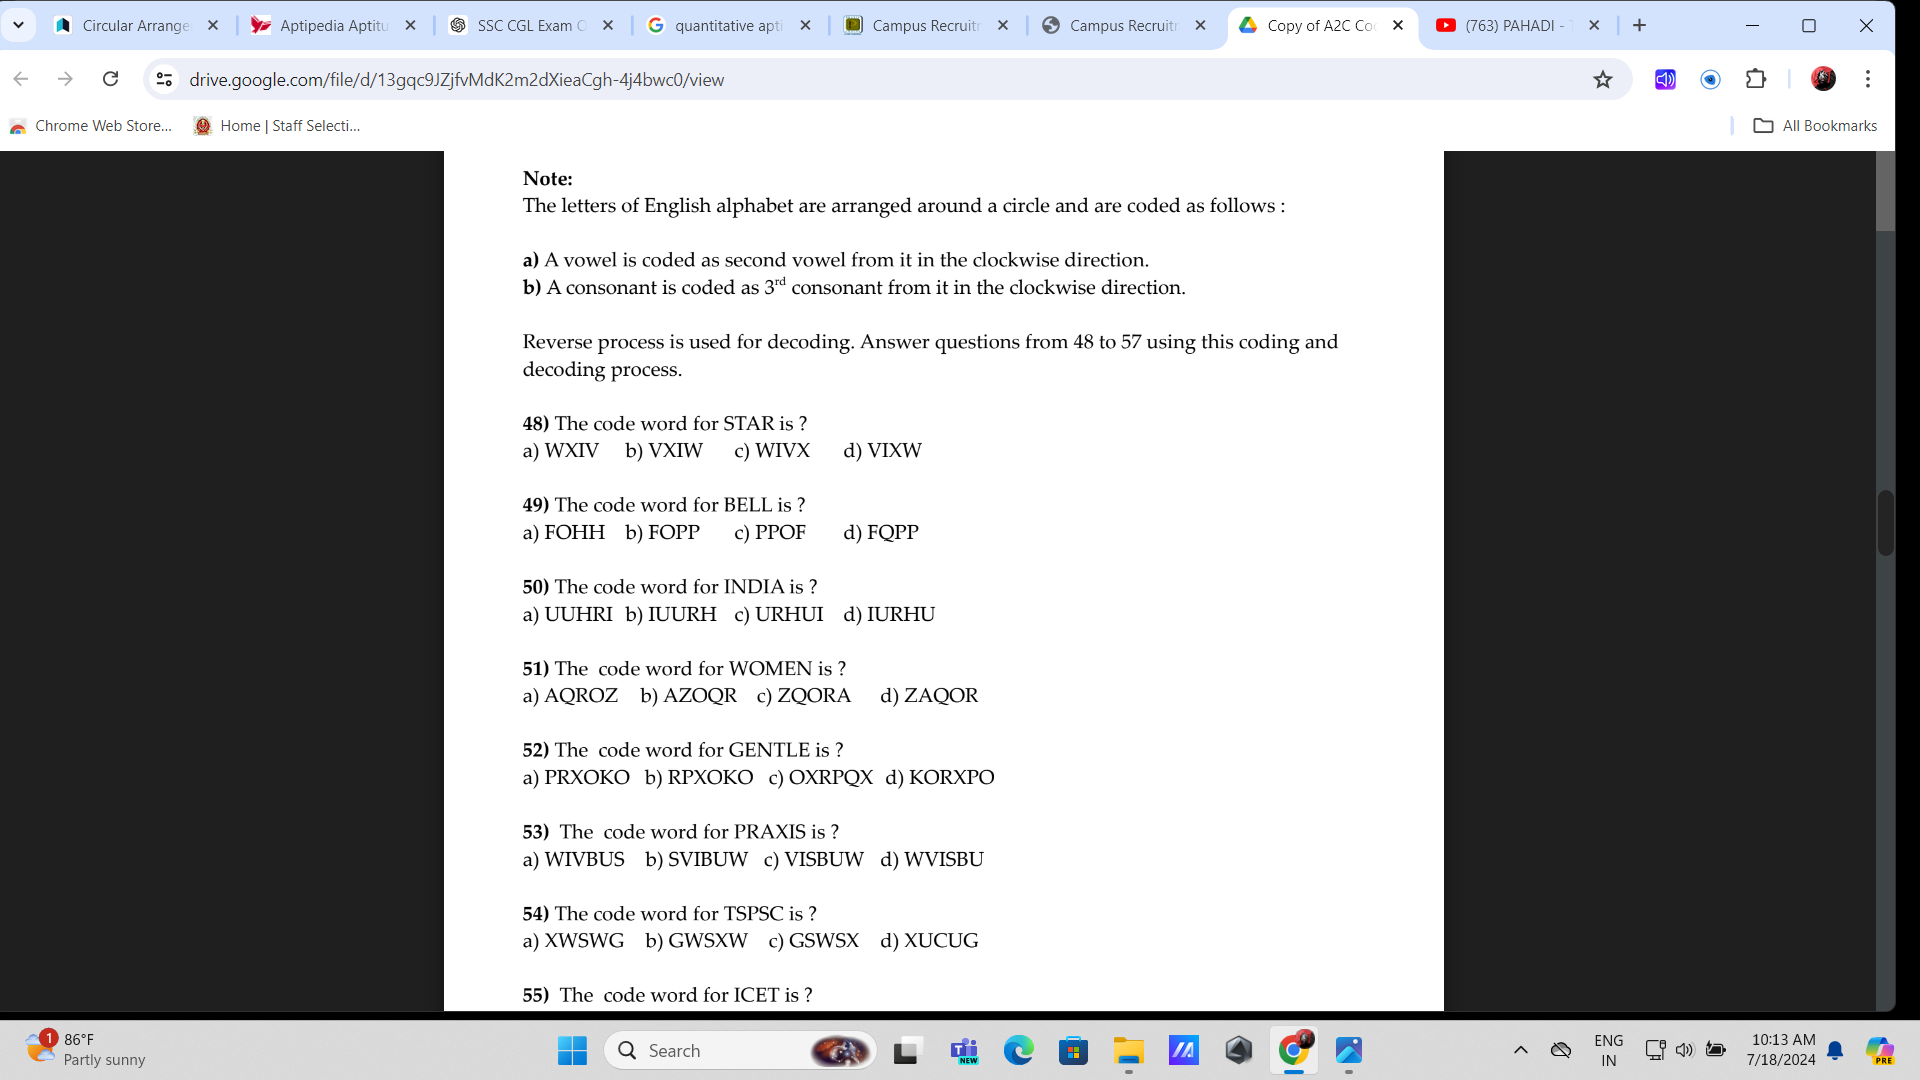 Circular Arrange
Aptipedia Aptitu
SSC CGL Exam O
quantitative apti
Campus Recruitm
Campus Recruitm
Copy of A2C Co
(763) PAHADI -
drive.google.com/file/d/13gqc9JZjfvMdK2m2dXieaCgh-4j4bwc0/view
Chrome Web Store...
Home | Staff Selecti...
All Bookmarks
Note:
The letters of English alphabet are arranged around a circle and are coded as follows :
a) A vowel is coded as second vowel from it in the clockwise direction.
b) A consonant is coded as 3rd consonant from it in the clockwise direction.
Reverse process is used for decoding. Answer questions from 48 to 57 using this coding and
decoding process.
48) The code word for STAR is ?
a) WXIV b) VXIW c) WIVX d) VIXW
49) The code word for BELL is ?
a) FOHH b) FOPP c) PPOF d) FQPP
50) The code word for INDIA is ?
a) UUHRI b) IUURH c) URHUI d) IURHU
51) The code word for WOMEN is ?
a) AQROZ b) AZOQR c) ZQORA d) ZAQOR
52) The code word for GENTLE is ?
a) PRXOKO b) RPXOKO c) OXRPQX d) KORXPO
53) The code word for PRAXIS is ?
a) WIVBUS b) SVIBUW c) VISBUW d) WVISBU
54) The code word for TSPSC is ?
a) XWSWG b) GWSXW c) GSWSX d) XUCUG
55) The code word for ICET is ?
1
86°F
Partly sunny
Search
NEW
ENG
IN
10:13 AM
7/18/2024
PRE